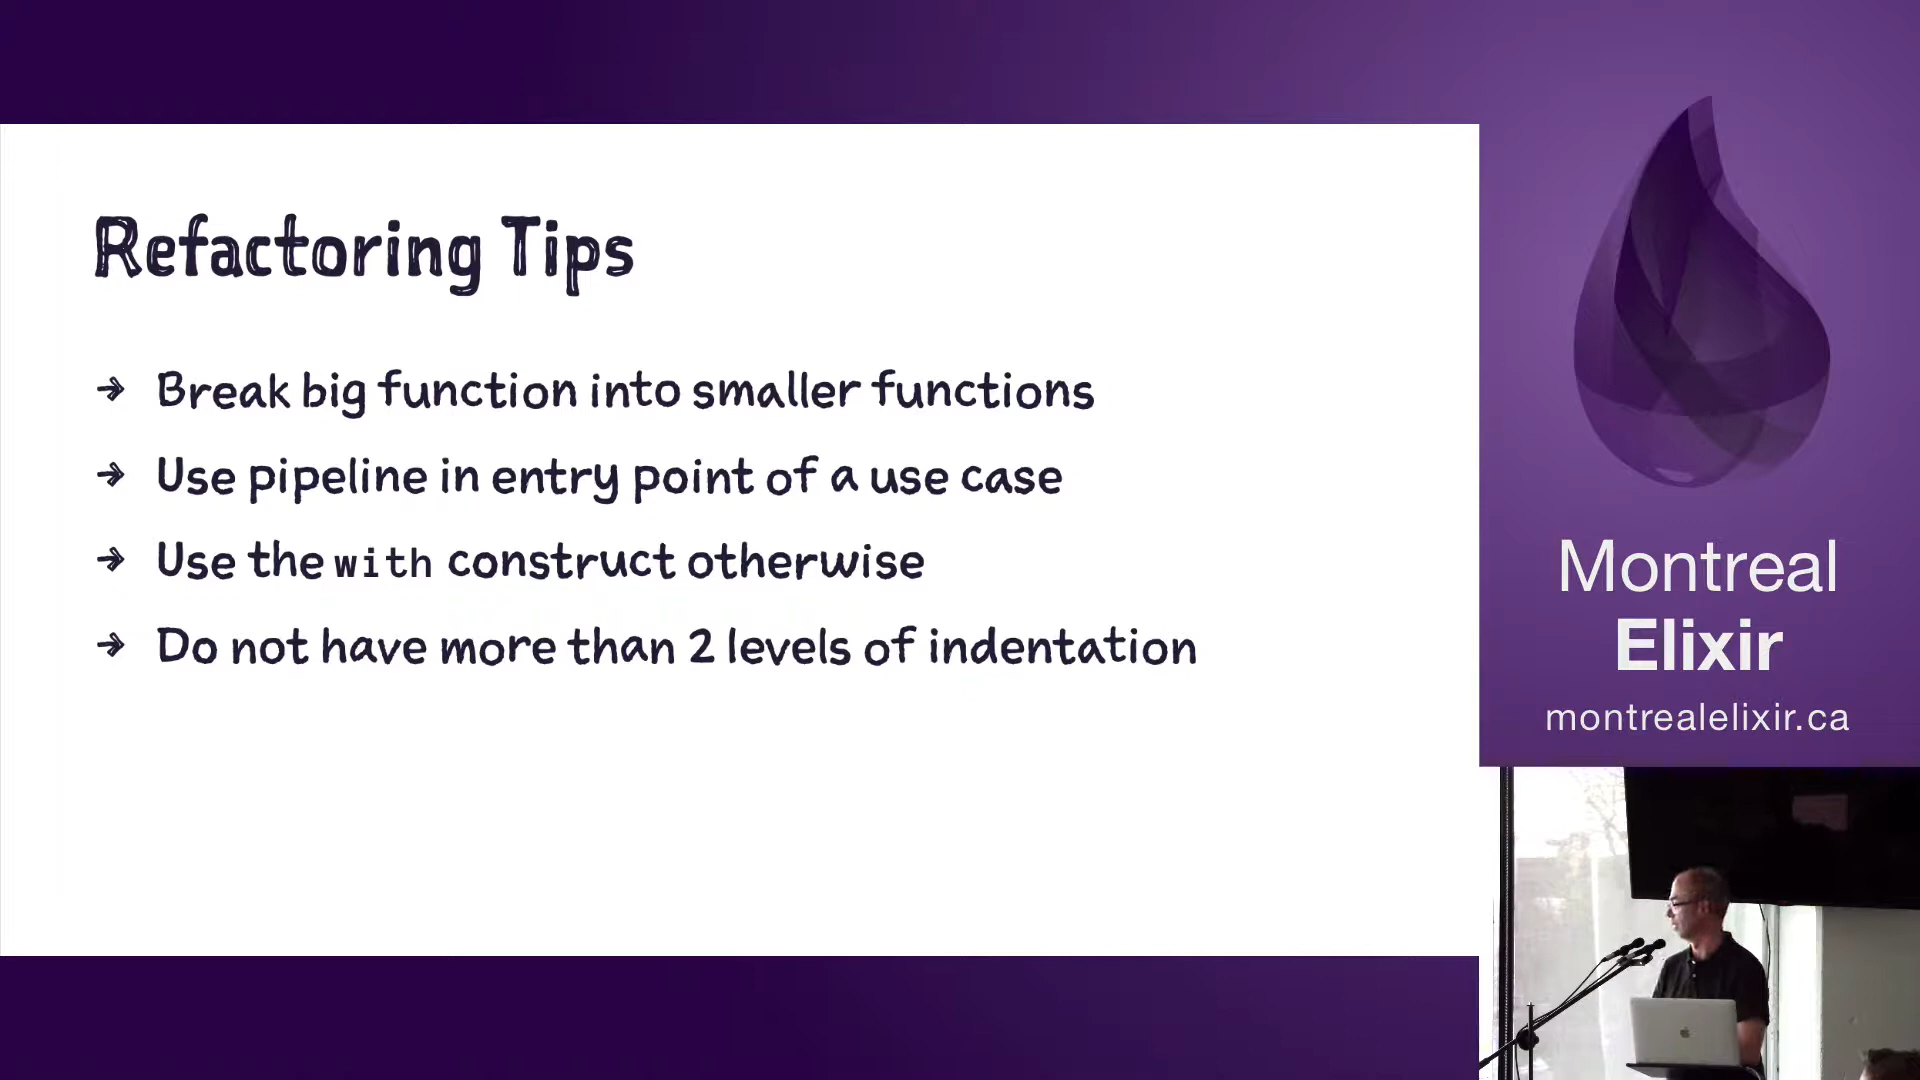 Refactoring Tips
→ Break big function into smaller functions
→ Use pipeline in entry point of a use case
→ Use the with construct otherwise
→ Do not have more than 2 levels of indentation
Montreal
Elixir
montrealelixir.ca